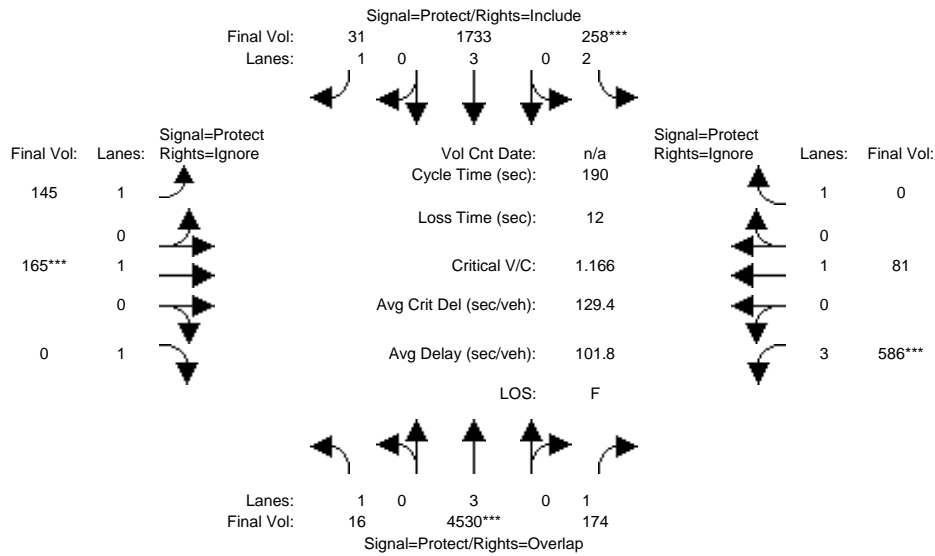 Signal=Protect/Rights=Include
Final Vol: 31 1733 258***
Lanes: 1 0 3 0 2
Signal=Protect Signal=Protect
Final Vol: Lanes: Rights=Ignore Vol Cnt Date: n/a Rights=Ignore Lanes: Final Vol:
Cycle Time (sec): 190
145 1 1 0
Loss Time (sec): 12
0 0
165*** 1 Critical V/C: 1.166 1 81
0 Avg Crit Del (sec/veh): 129.4 0
0 1 Avg Delay (sec/veh): 101.8 3 586***
LOS: F
Lanes: 1 0 3 0 1
Final Vol: 16 4530*** 174
Signal=Protect/Rights=Overlap